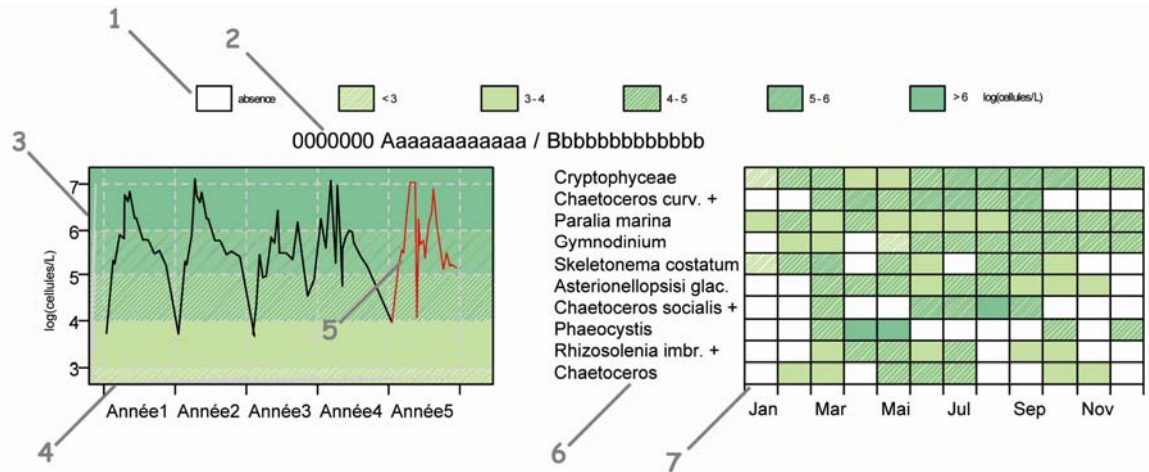 1
2
absence
< 3
3 - 4
4 - 5
5 - 6
> 6 log(cellules/L)
0000000 Aaaaaaaaaaaaa / Bbbbbbbbbbbbbb
3
log(cellules/L)
7
6
5
4
3
5
Année1 Année2 Année3 Année4 Année5
4
Cryptophyceae
Chaetoceros curv. +
Paralia marina
Gymnodinium
Skeletonema costatum
Asterionellopsisi glac.
Chaetoceros socialis +
Phaeocystis
Rhizosolenia imbr. +
Chaetoceros
Jan Mar Mai Jul Sep Nov
6
7